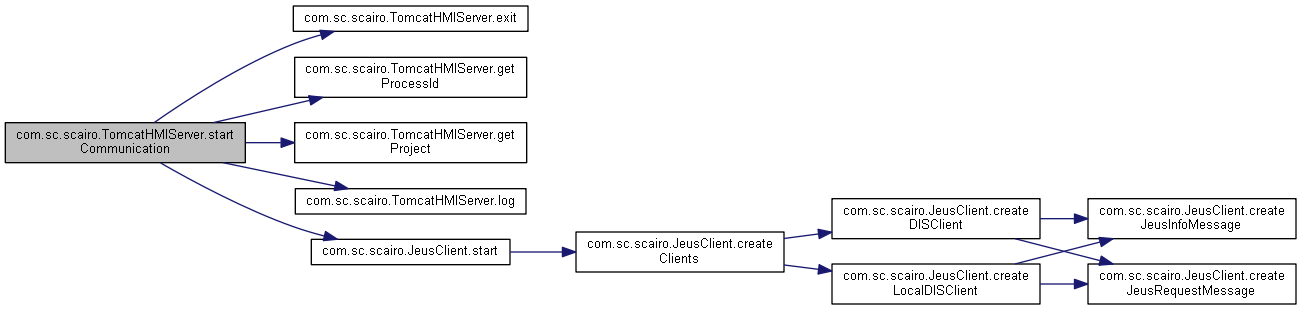 com.sc.scairo.TomcatHMIServer.exit
com.sc.scairo.TomcatHMIServer.get
ProcessId
com.sc.scairo.TomcatHMIServer.start
Communication
com.sc.scairo.TomcatHMIServer.get
Project
com.sc.scairo.TomcatHMIServer.log
com.sc.scairo.JeusClient.start
com.sc.scairo.JeusClient.create
Clients
com.sc.scairo.JeusClient.create
DISClient
com.sc.scairo.JeusClient.create
LocalDISClient
com.sc.scairo.JeusClient.create
JeusInfoMessage
com.sc.scairo.JeusClient.create
JeusRequestMessage